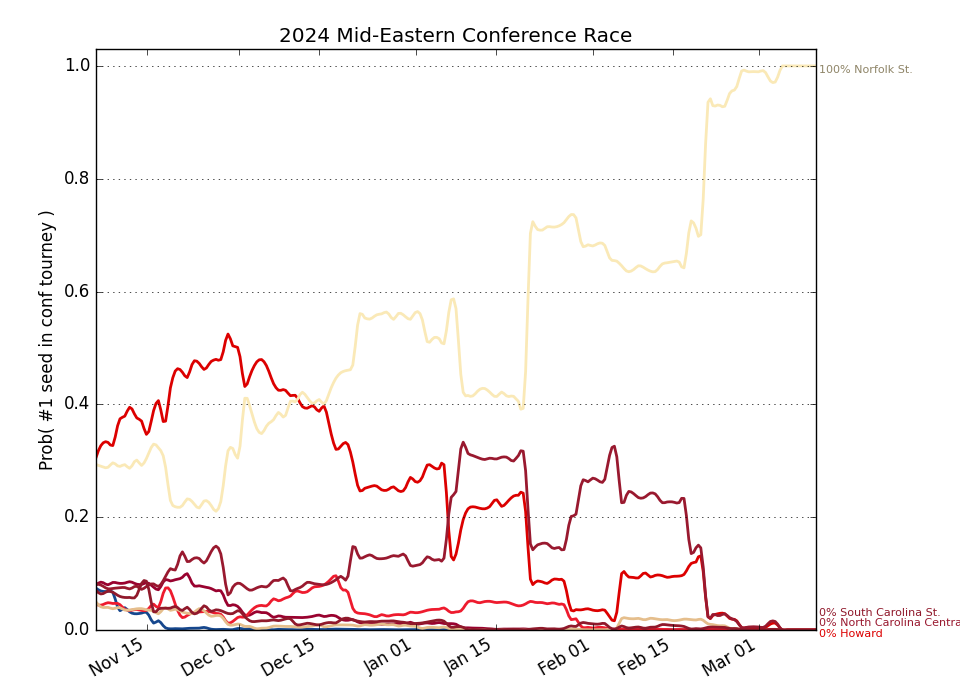 2024 Mid-Eastern Conference Race
Prob( #1 seed in conf tourney )
1.0
0.8
0.6
0.4
0.2
0.0
Nov 15
Dec 01
Dec 15
Jan 01
Jan 15
Feb 01
Feb 15
Mar 01
100% Norfolk St.
0% South Carolina St.
0% North Carolina Centra
0% Howard